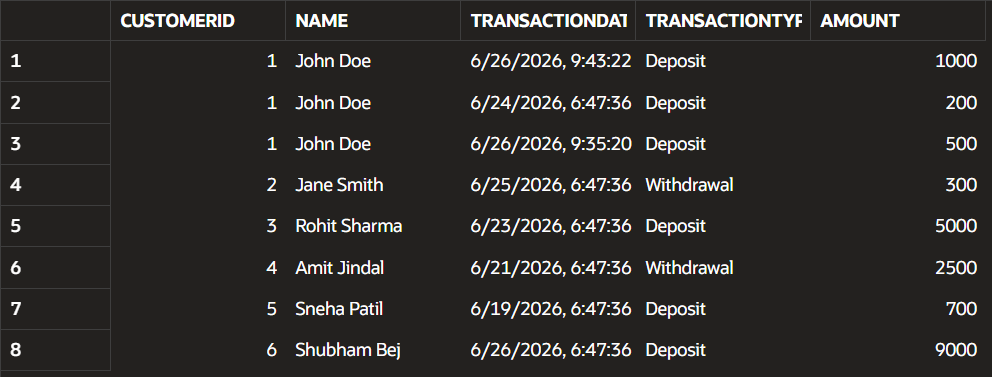 CUSTOMERID NAME TRANSACTIONDAT TRANSACTIONTYP AMOUNT
1 1 John Doe 6/26/2026, 9:43:22 Deposit 1000
2 1 John Doe 6/24/2026, 6:47:36 Deposit 200
3 1 John Doe 6/26/2026, 9:35:20 Deposit 500
4 2 Jane Smith 6/25/2026, 6:47:36 Withdrawal 300
5 3 Rohit Sharma 6/23/2026, 6:47:36 Deposit 5000
6 4 Amit Jindal 6/21/2026, 6:47:36 Withdrawal 2500
7 5 Sneha Patil 6/19/2026, 6:47:36 Deposit 700
8 6 Shubham Bej 6/26/2026, 6:47:36 Deposit 9000